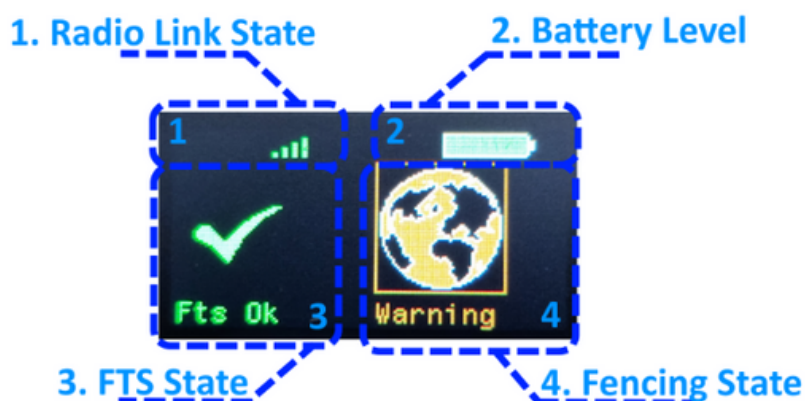 1. Radio Link State
2. Battery Level
1
2
Fts Ok
3
Warning
4
3. FTS State
4. Fencing State